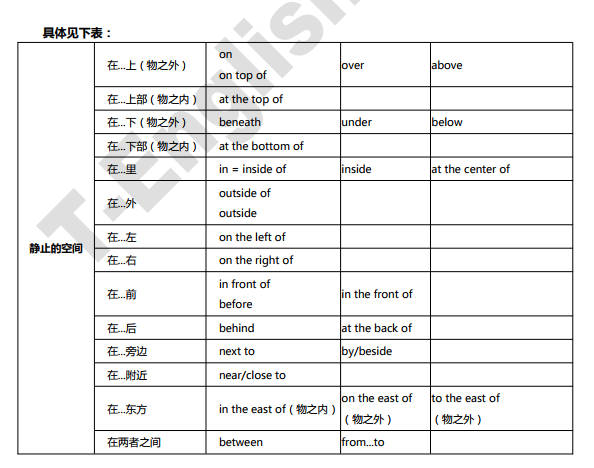 具体见下表：
静止的空间
在...上（物之外） on over above
on top of
在...上部（物之内） at the top of
在...下（物之外） beneath under below
在...下部（物之内） at the bottom of
在...里 in = inside of inside at the center of
在...外 outside of
outside
在...左 on the left of
在...右 on the right of
在...前 in front of in the front of
before
在...后 behind at the back of
在...旁边 next to by/beside
在...附近 near/close to
在...东方 in the east of（物之内） on the east of（物之外） to the east of（物之外）
在两者之间 between from...to
T-English